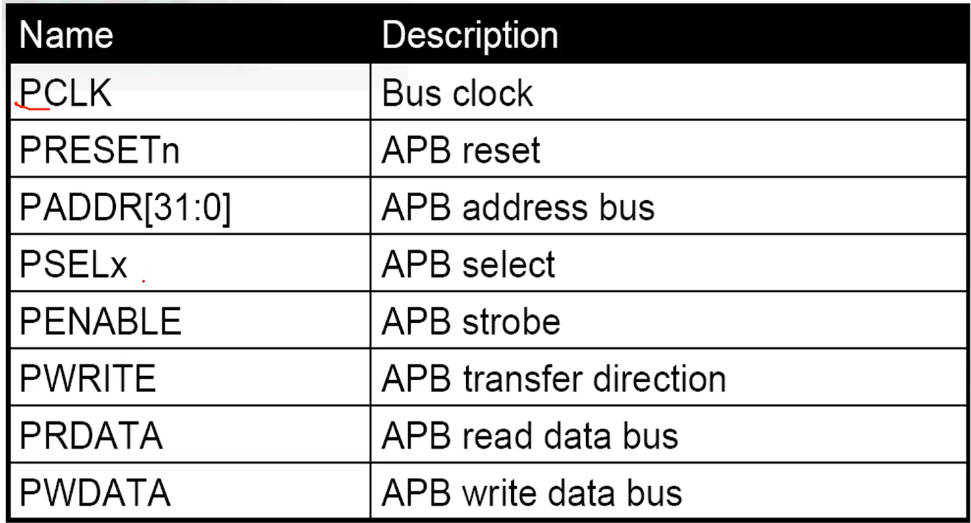 Name Description
PCLK Bus clock
PRESETn APB reset
PADDR[31:0] APB address bus
PSELx APB select
PENABLE APB strobe
PWRITE APB transfer direction
PRDATA APB read data bus
PWDATA APB write data bus